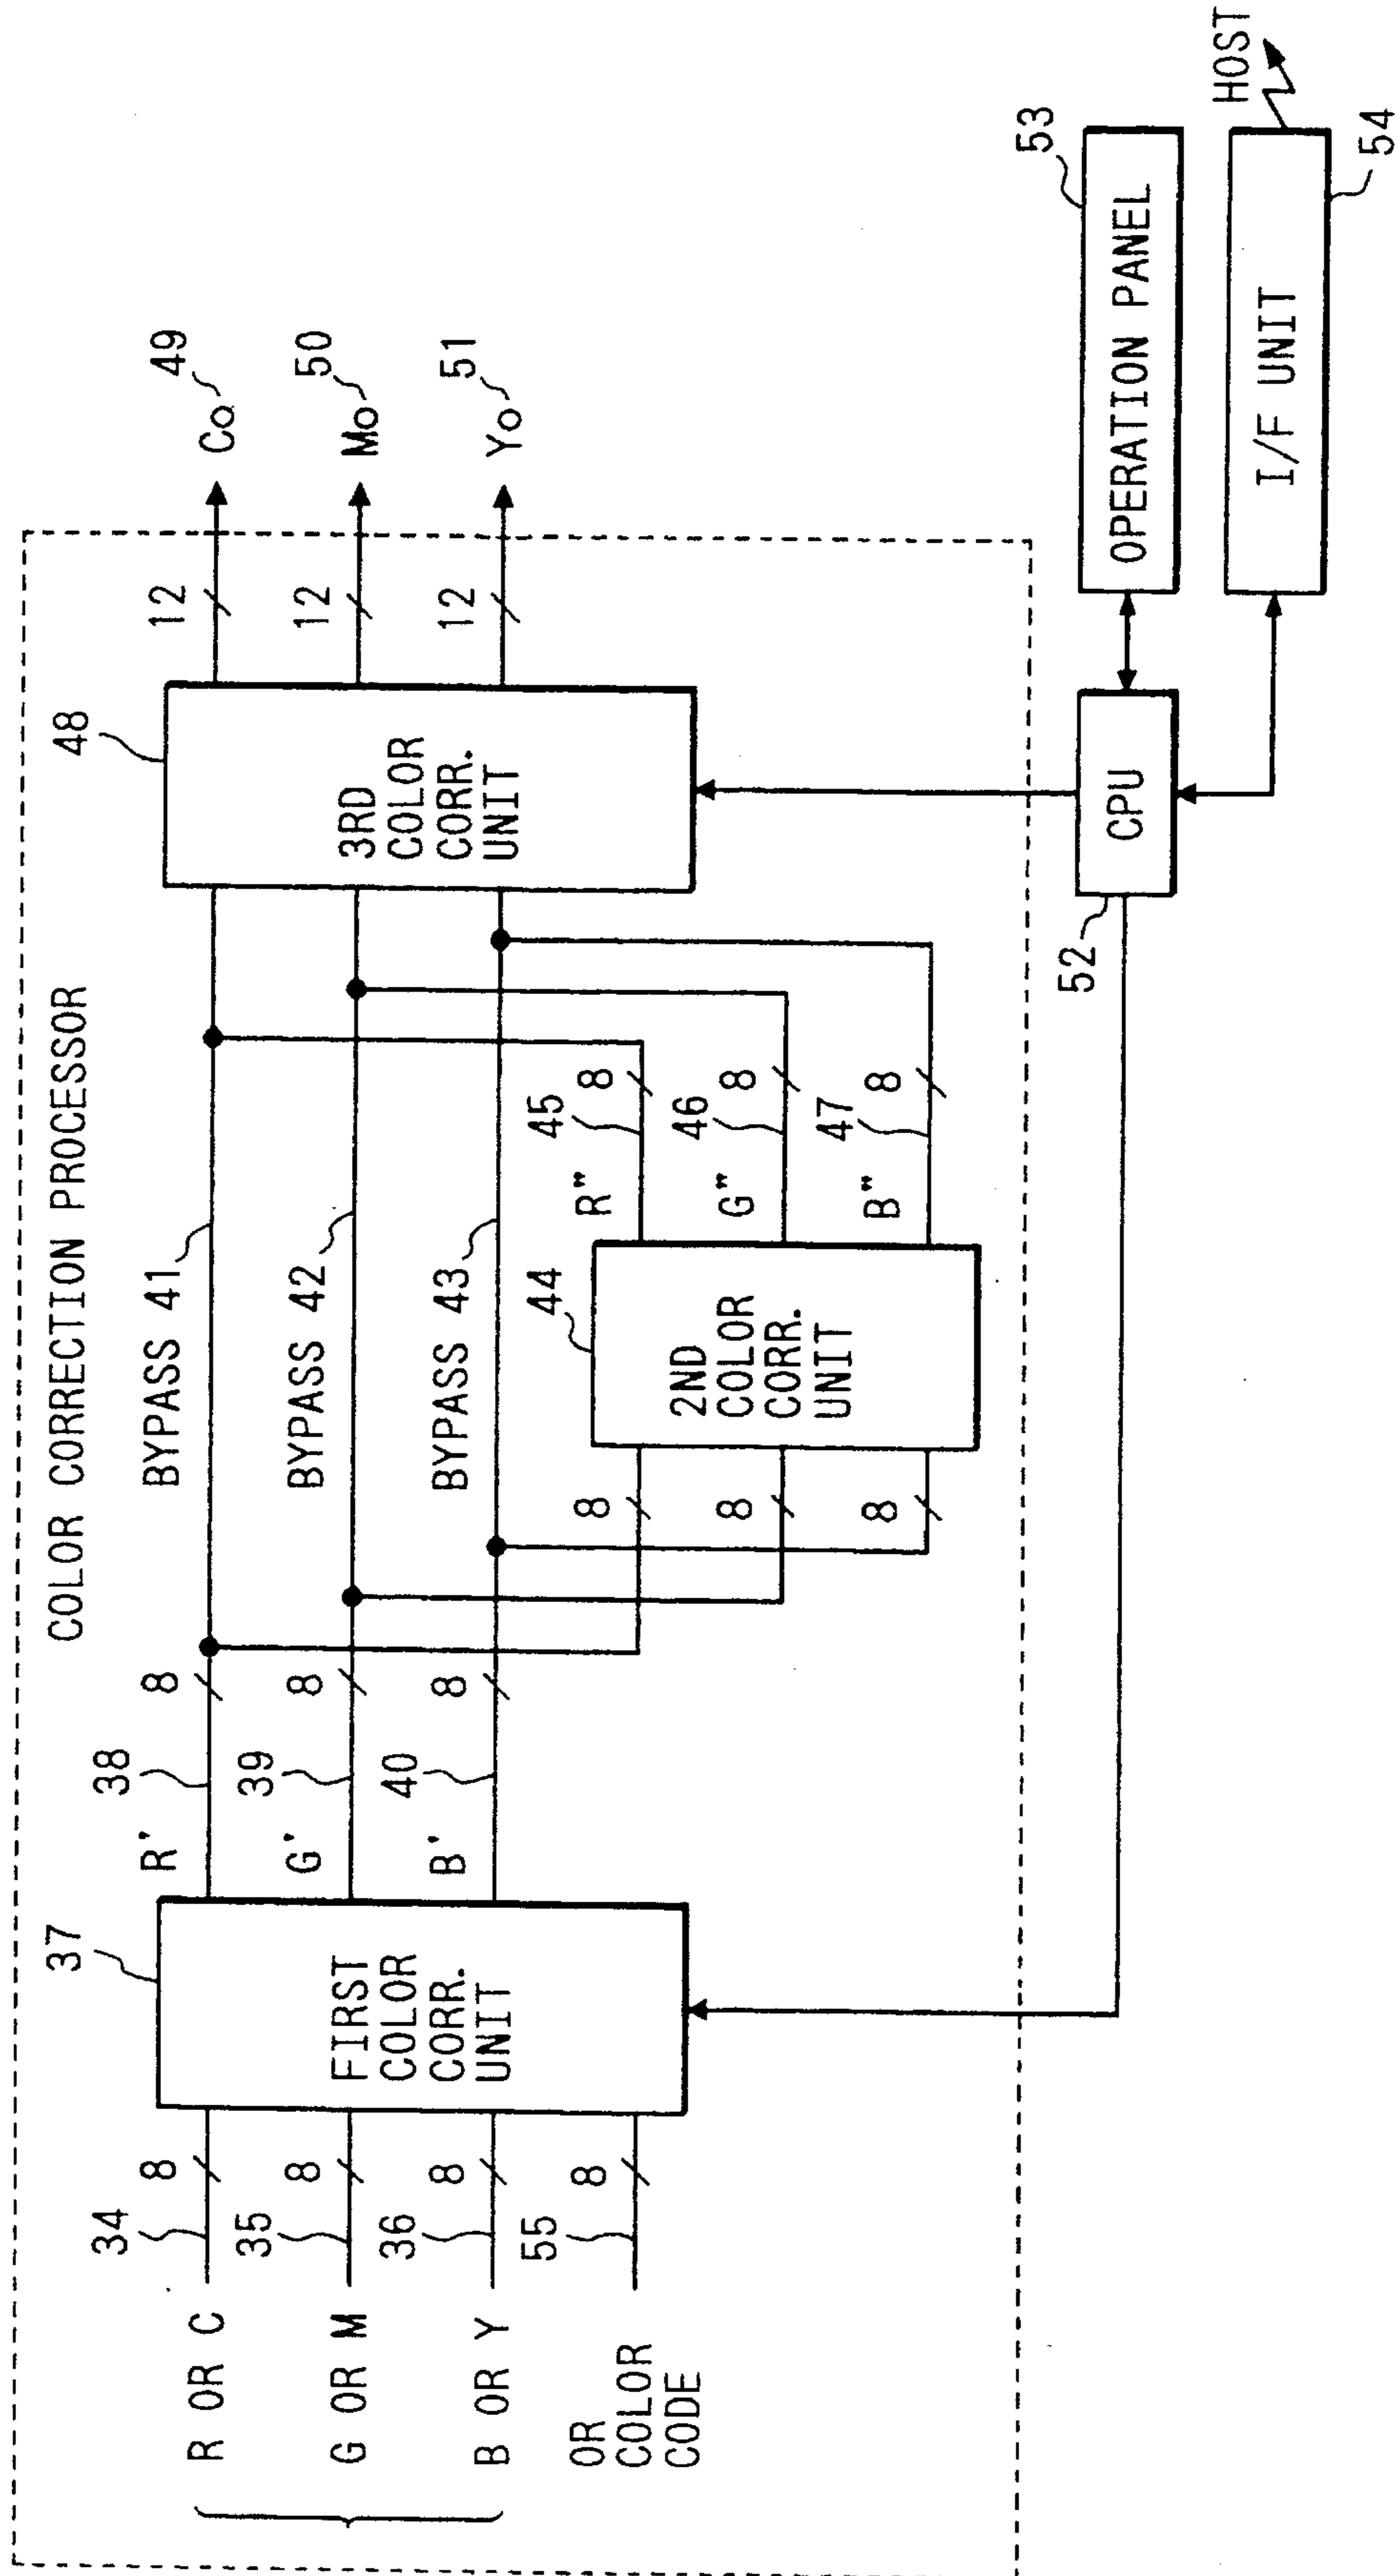 COLOR CORRECTION PROCESSOR
R OR C
G OR M
B OR Y
OR
COLOR
CODE
34
35
36
55
8
8
8
8
37
FIRST
COLOR
CORR.
UNIT
R'
G'
B'
38
39
40
8
8
8
BYPASS 41
BYPASS 42
BYPASS 43
8
8
8
44
2ND
COLOR
CORR.
UNIT
R"
G"
B"
45
46
47
8
8
8
48
3RD
COLOR
CORR.
UNIT
12
12
12
Co
Mo
Yo
49
50
51
52
CPU
53
OPERATION PANEL
I/F UNIT
54
HOST